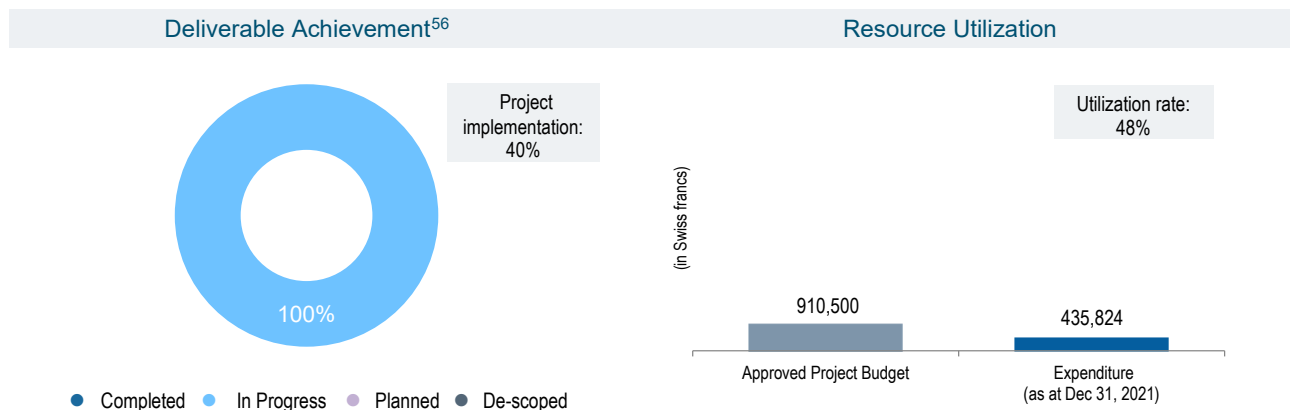 Deliverable Achievement56
Resource Utilization
Project
implementation:
40%
Utilization rate:
48%
(in Swiss francs)
100%
910,500
435,824
Approved Project Budget
Expenditure
(as at Dec 31, 2021)
Completed
In Progress
Planned
De-scoped